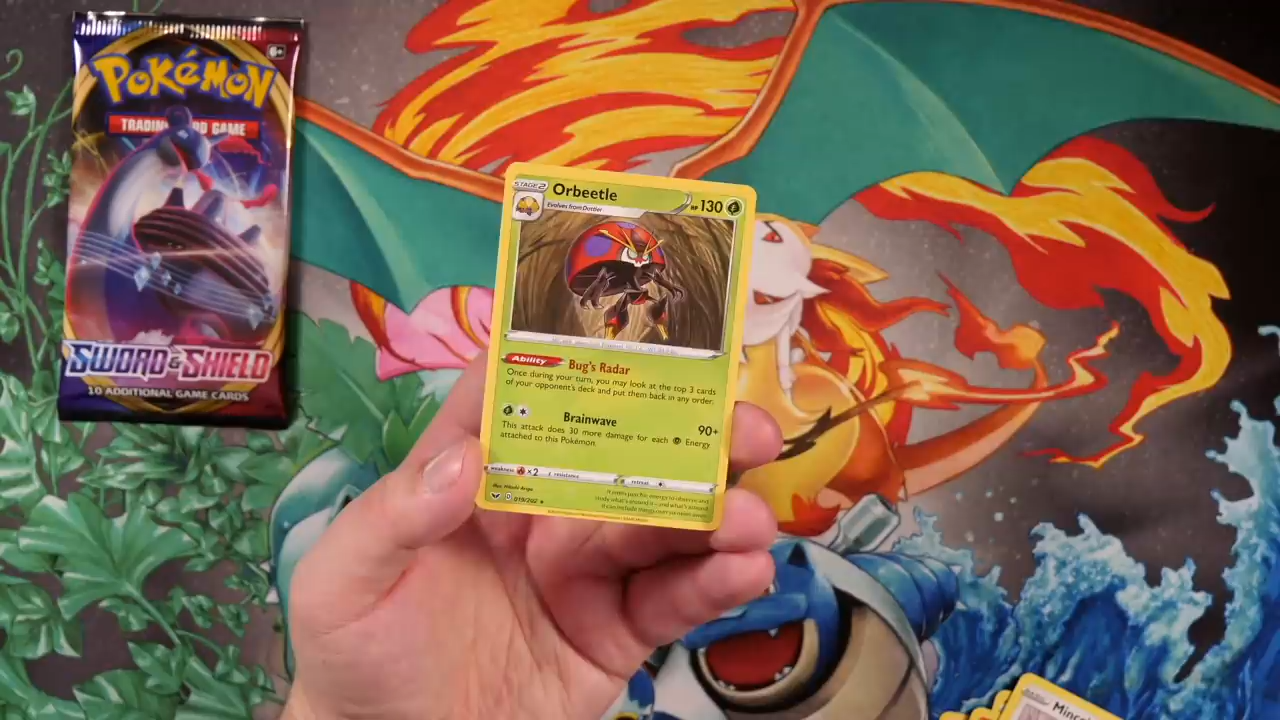 POKéMON
TRADING CARD GAME
SWORD & SHIELD
10 ADDITIONAL GAME CARDS
STAGE 2
Orbeetle
HP 130
Evolves from Dottler
Ability
Bug's Radar
Once during your turn, you may look at the top 3 cards
of your opponent's deck and put them back in any order.
Brainwave
90+
This attack does 30 more damage for each Energy
attached to this Pokémon.
weakness ×2 resistance retreat
019/202